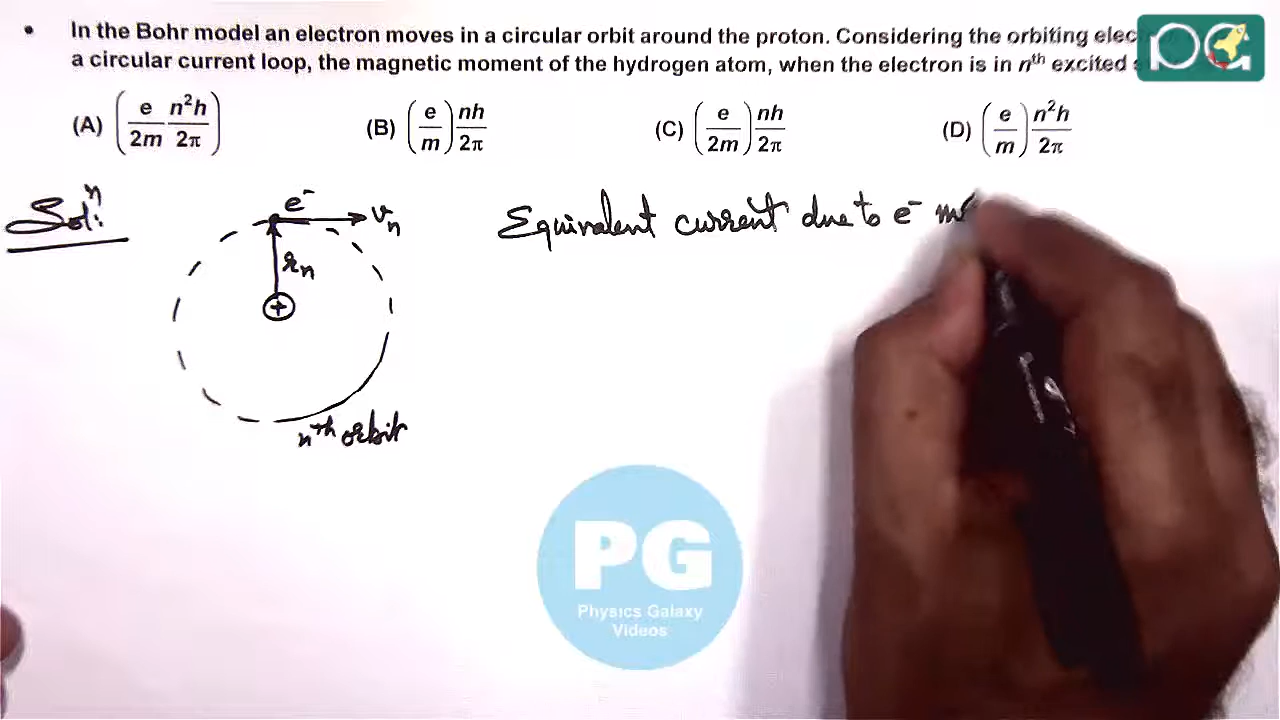 • In the Bohr model an electron moves in a circular orbit around the proton. Considering the orbiting elec
a circular current loop, the magnetic moment of the hydrogen atom, when the electron is in nᵗʰ excited
(A) (e/2m n²h/2π) (B) (e/m) nh/2π (C) (e/2m) nh/2π (D) (e/m) n²h/2π
PG
Solⁿ:
e⁻
vₙ
Equivalent current due to e⁻
rₙ
+
nᵗʰ orbit
PG
Physics Galaxy
Videos